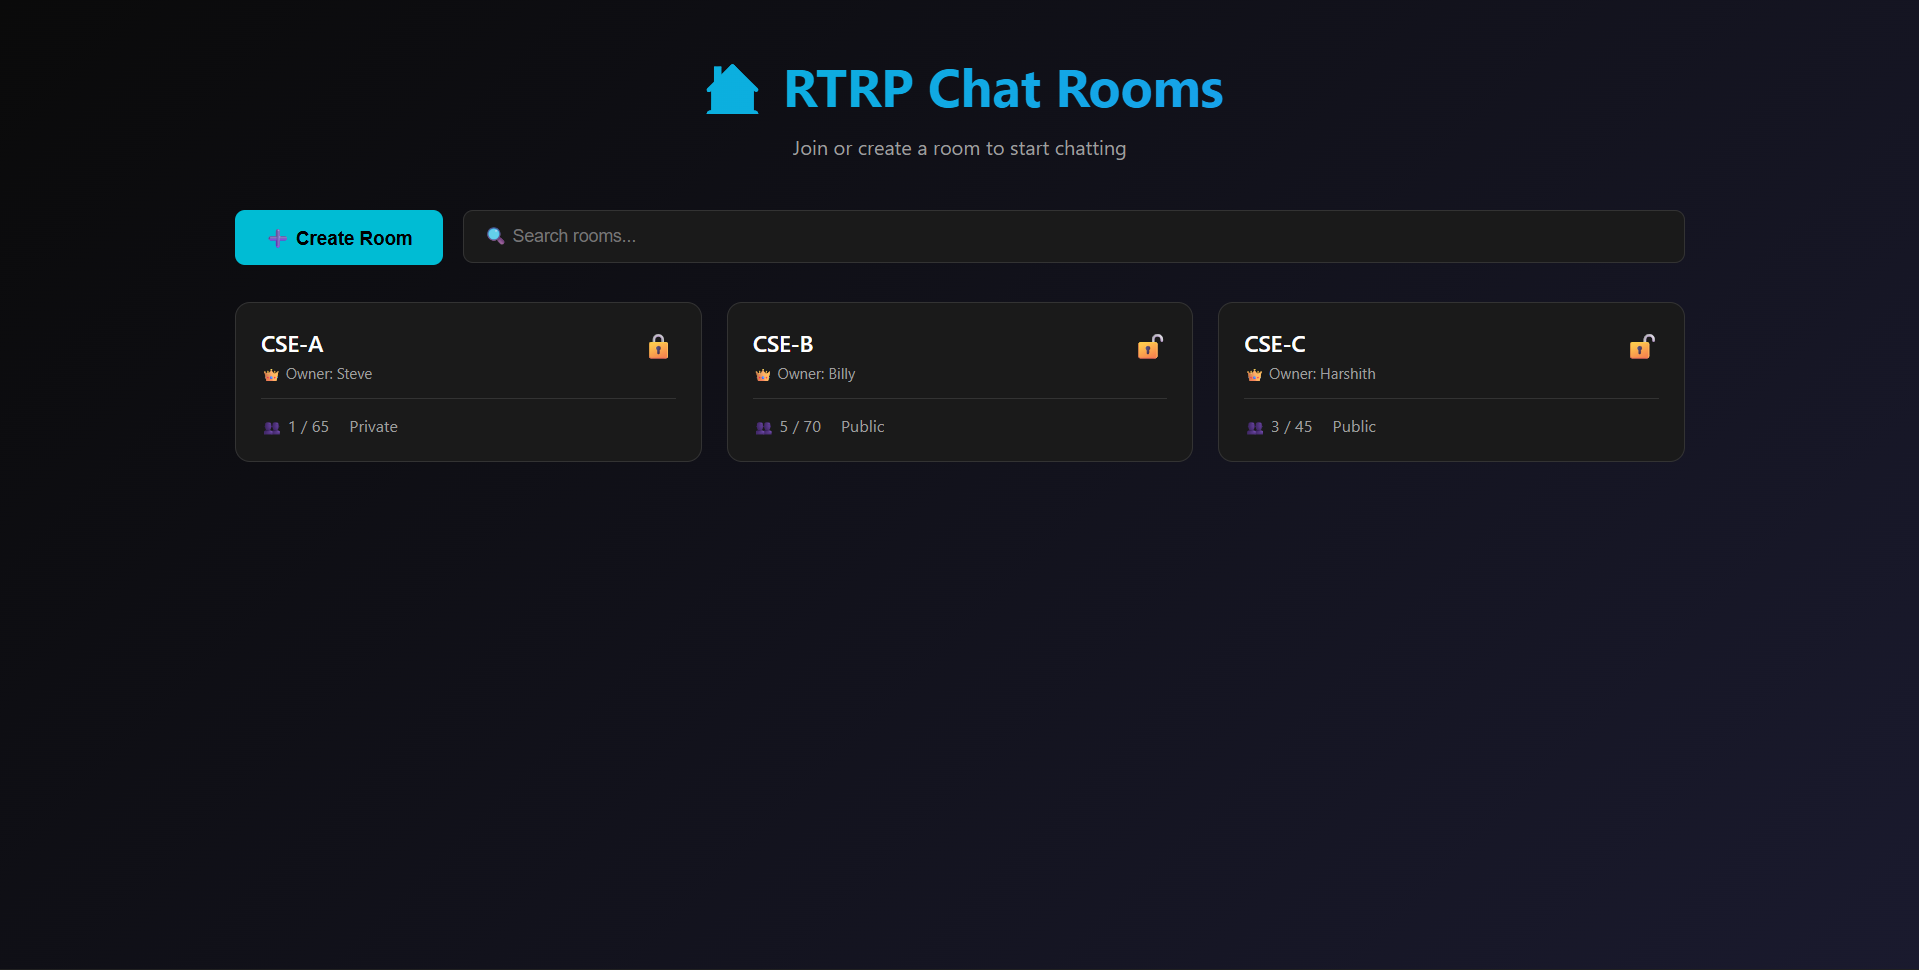 RTRP Chat Rooms
Join or create a room to start chatting
Create Room
Search rooms...
CSE-A
Owner: Steve
1 / 65 Private
CSE-B
Owner: Billy
5 / 70 Public
CSE-C
Owner: Harshith
3 / 45 Public